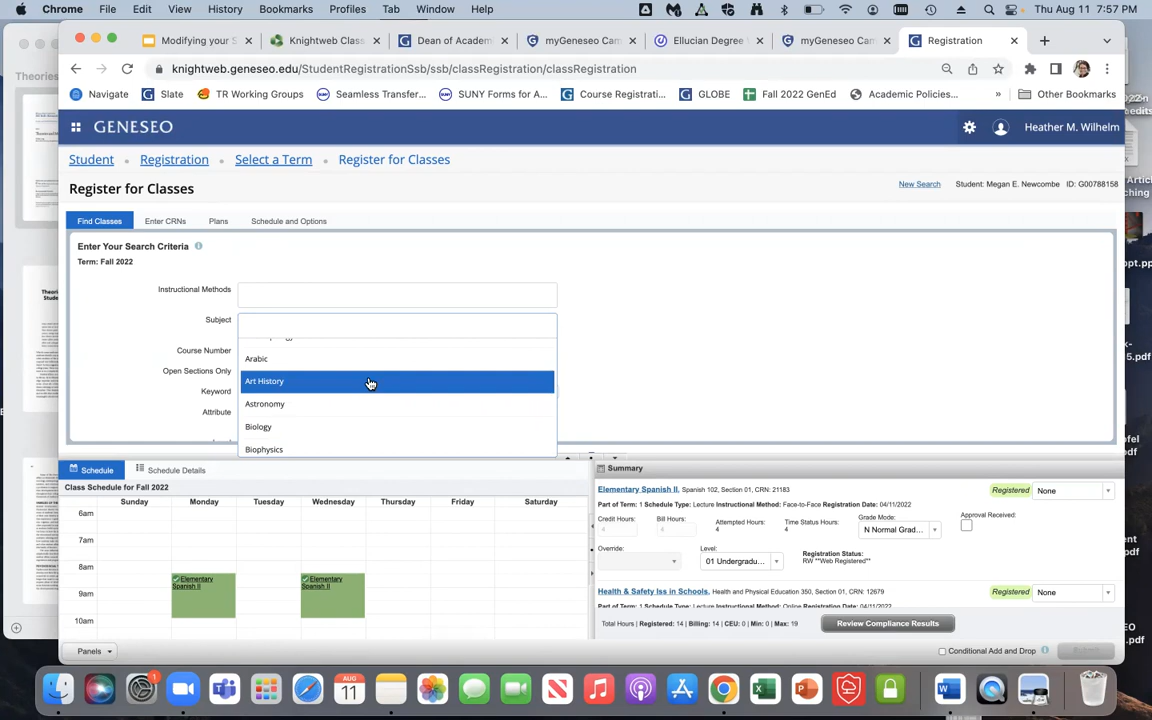 Chrome File Edit View History Bookmarks Profiles Tab Window Help Thu Aug 11 7:57 PM
Modifying your S Knightweb Clas Dean of Academ myGeneseo Cam Ellucian Degree myGeneseo Cam Registration
knightweb.geneseo.edu/StudentRegistrationSsb/ssb/classRegistration/classRegistration
Navigate Slate TR Working Groups Seamless Transfer... SUNY Forms for A... Course Registrati... GLOBE Fall 2022 GenEd Academic Policies... » Other Bookmarks
GENESEO Heather M. Wilhelm
Student Registration Select a Term Register for Classes
Register for Classes
New Search Student: Megan E. Newcombe ID: G00788158
Find Classes Enter CRNs Plans Schedule and Options
Enter Your Search Criteria
Term: Fall 2022
Instructional Methods
Subject
Course Number
Open Sections Only
Keyword
Attribute
Arabic
Art History
Astronomy
Biology
Biophysics
Schedule Schedule Details
Class Schedule for Fall 2022
Sunday Monday Tuesday Wednesday Thursday Friday Saturday
6am
7am
8am
9am
10am
Elementary Spanish II
Elementary Spanish II
Summary
Elementary Spanish II, Spanish 102, Section 01, CRN: 21183
Registered None
Part of Term: 1 Schedule Type: Lecture Instructional Method: Face-to-Face Registration Date: 04/11/2022
Credit Hours: Bill Hours: Attempted Hours: Time Status Hours: Grade Mode: Approval Received:
4 4 4 4 N Normal Grad...
Override: Level: Registration Status:
01 Undergradu... RW **Web Registered**
Health & Safety Iss in Schools, Health and Physical Education 350, Section 01, CRN: 12679
Registered None
Part of Term: 1 Schedule Type: Lecture Instructional Method: Online Registration Date: 04/11/2022
Total Hours | Registered: 14 | Billing: 14 | CEU: 0 | Min: 0 | Max: 19
Review Compliance Results
Panels Conditional Add and Drop Submit
Theories
AUG
11
1